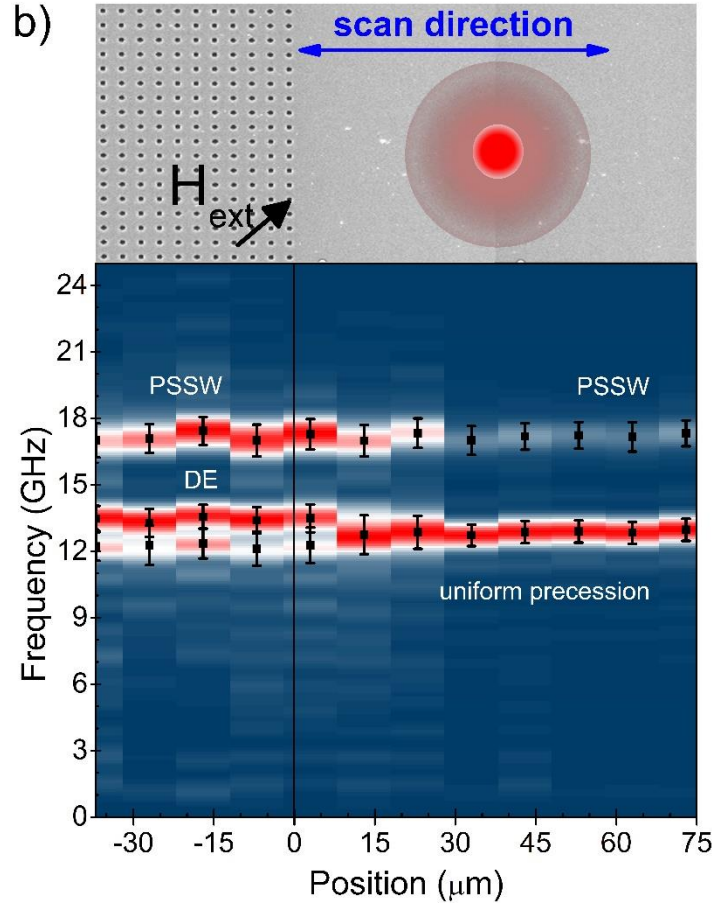 b)
scan direction
H ext
24
21
18
15
12
9
6
3
0
Frequency (GHz)
PSSW
PSSW
DE
uniform precession
-30
-15
0
15
30
45
60
75
Position (μm)